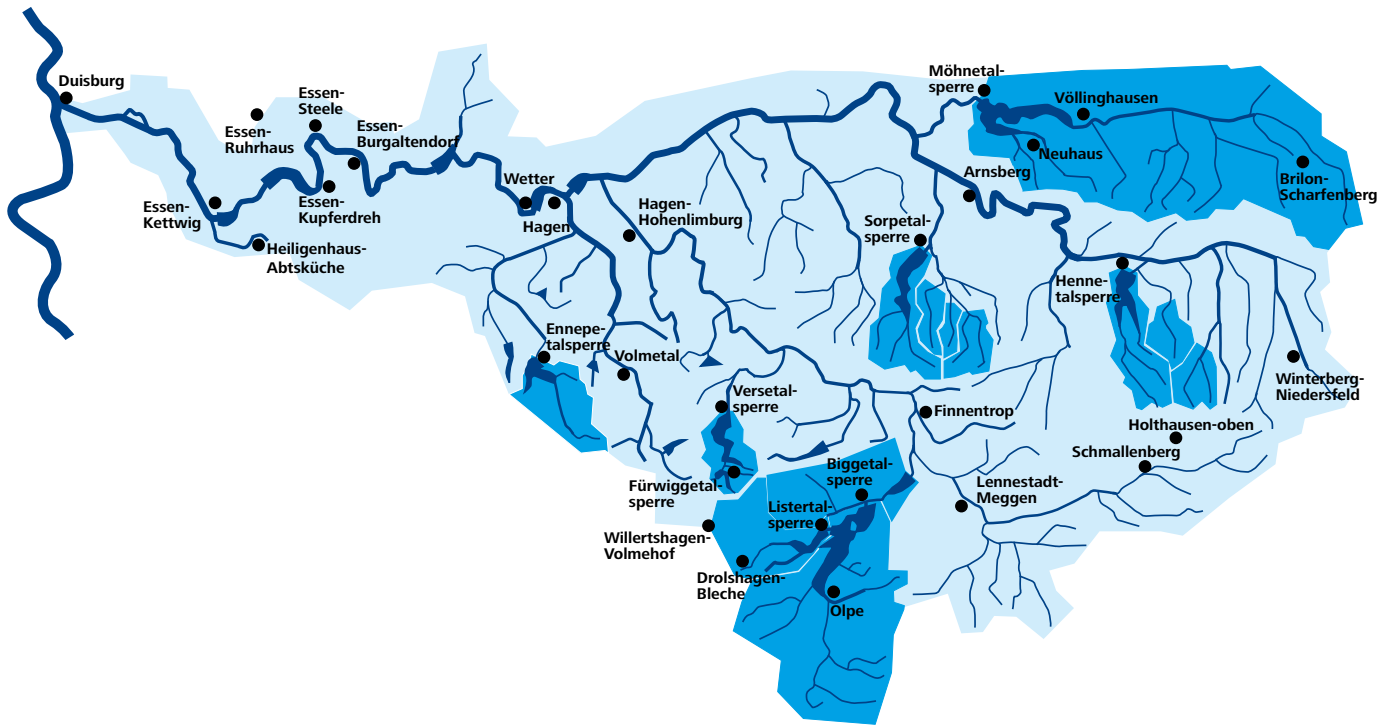 Duisburg
Essen-
Steele
Essen-
Ruhrhaus
Essen-
Burgaltendorf
Essen-
Kettwig
Essen-
Kupferdreh
Heiligenhaus-
Abtsküche
Wetter
Hagen
Hagen-
Hohenlimburg
Möhnetal-
sperre
Völlinghausen
Neuhaus
Brilon-
Scharfenberg
Arnsberg
Sorpetal-
sperre
Henne-
talsperre
Ennepe-
talsperre
Volmetal
Versetal-
sperre
Finnentrop
Winterberg-
Niedersfeld
Holthausen-oben
Schmallenberg
Fürwiggetal-
sperre
Biggetal-
sperre
Listertal-
sperre
Lennestadt-
Meggen
Willertshagen-
Volmehof
Drolshagen-
Bleche
Olpe